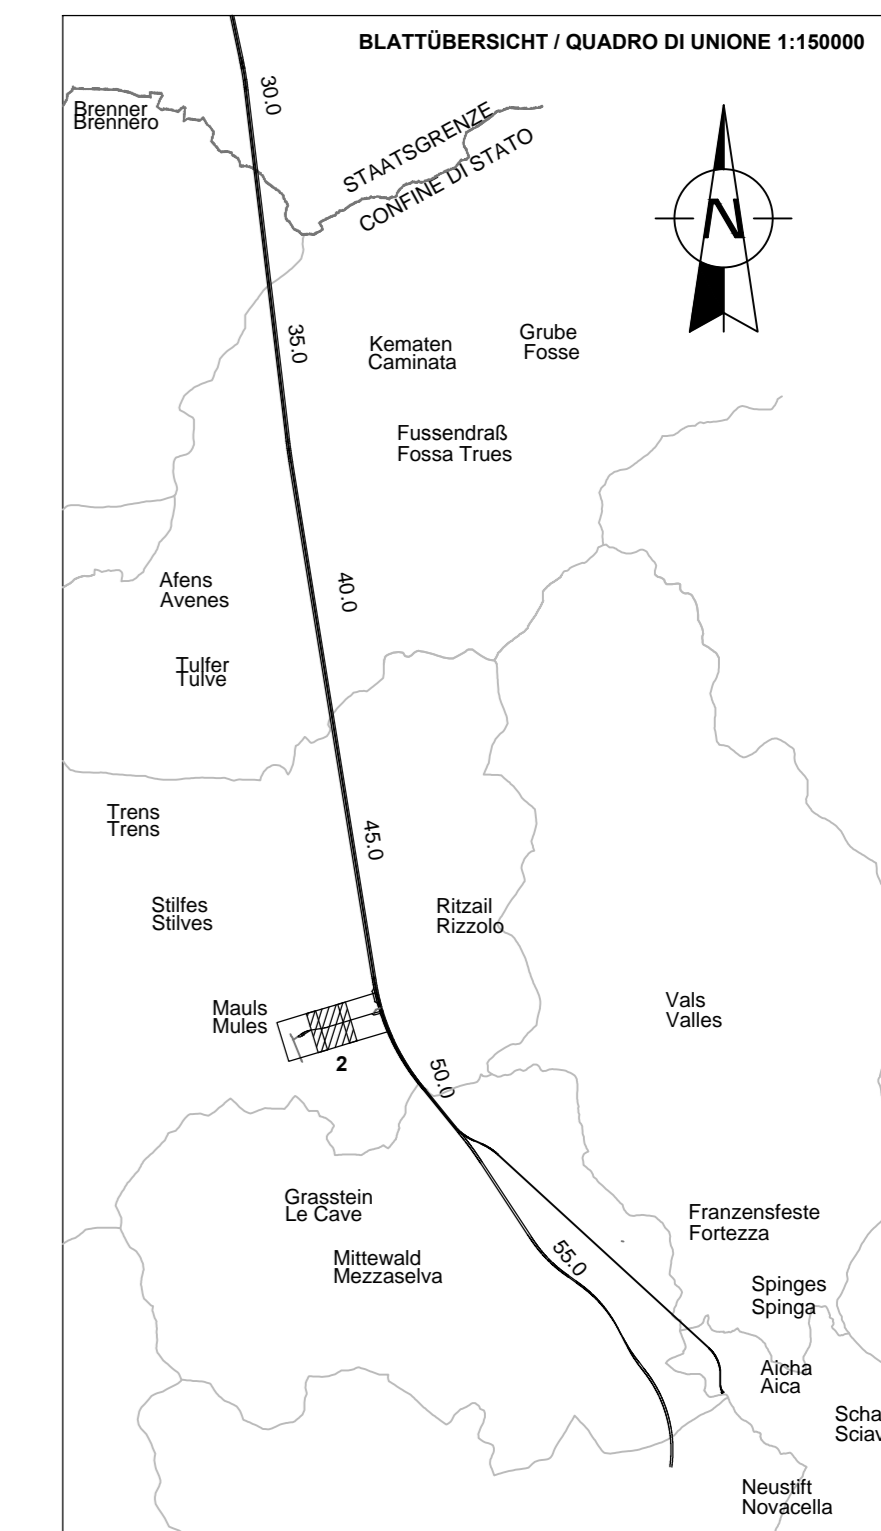 BLATTÜBERSICHT / QUADRO DI UNIONE 1:150000
30.0
Brenner
Brennero
STAATSGRENZE
CONFINE DI STATO
N
35.0
Kematen
Caminata
Grube
Fosse
Fussendraß
Fossa Trues
40.0
Afens
Avenes
Tulfer
Tulve
45.0
Trens
Trens
Stilfes
Stilves
Ritzail
Rizzolo
Mauls
Mules
2
Vals
Valles
50.0
Grasstein
Le Cave
Mittewald
Mezzaselva
55.0
Franzensfeste
Fortezza
Spinges
Spinga
Aicha
Aica
Scha
Sciav
Neustift
Novacella